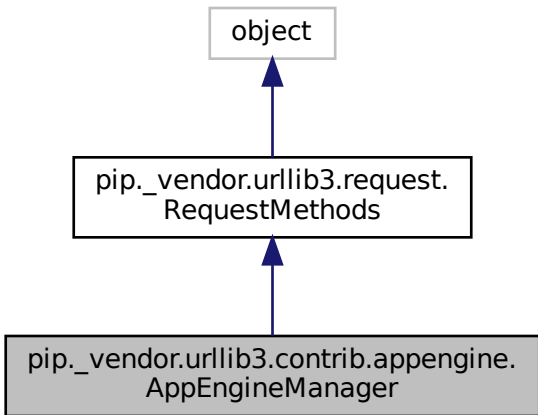 object
pip._vendor.urllib3.request.
RequestMethods
pip._vendor.urllib3.contrib.appengine.
AppEngineManager